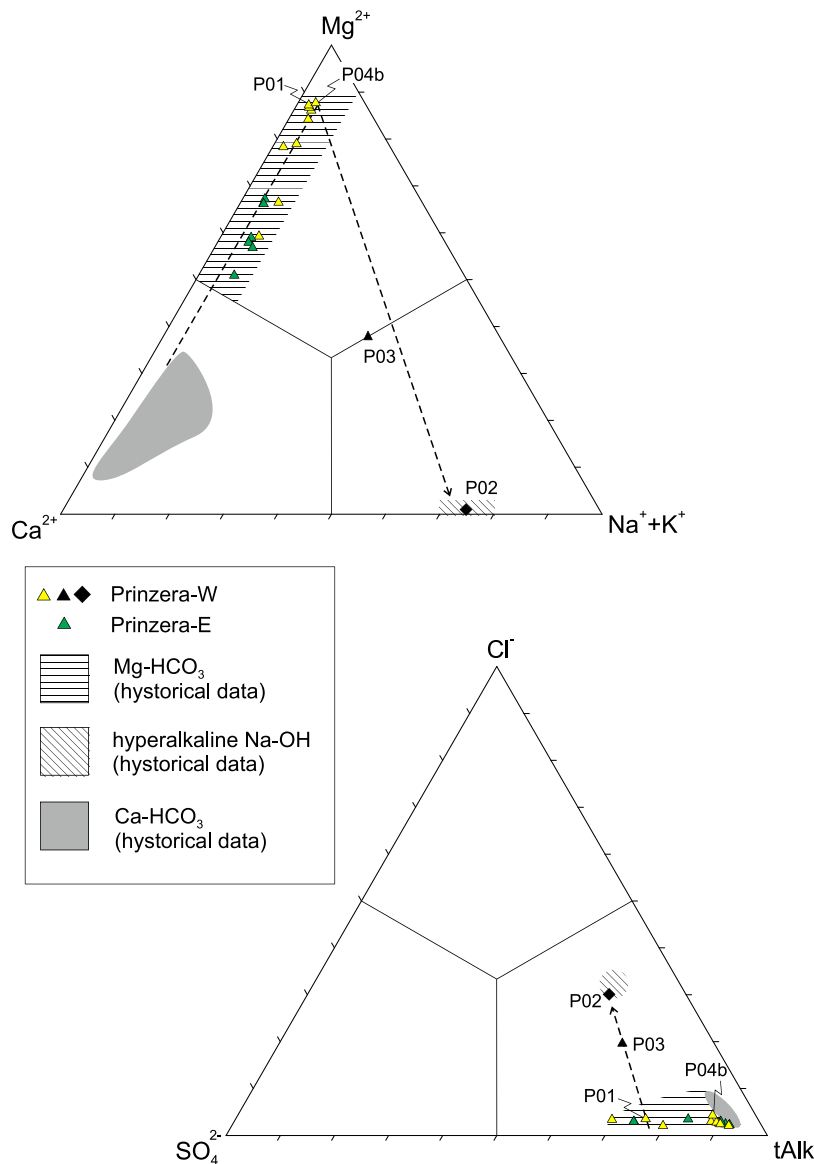 Mg²⁺
P01
P04b
P03
P02
Ca²⁺
Na⁺+K⁺
Prinzera-W
Prinzera-E
Mg-HCO₃
(hystorical data)
hyperalkaline Na-OH
(hystorical data)
Ca-HCO₃
(hystorical data)
Cl⁻
P02
P03
P04b
P01
SO₄²⁻
tAlk